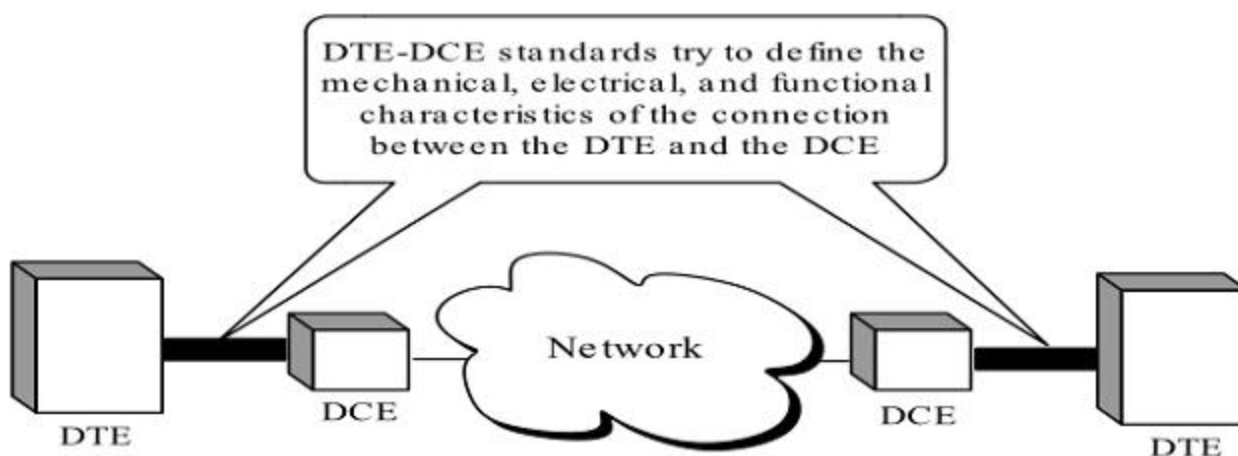 DTE-DCE standards try to define the
mechanical, electrical, and functional
characteristics of the connection
between the DTE and the DCE
Network
DCE
DCE
DTE
DTE